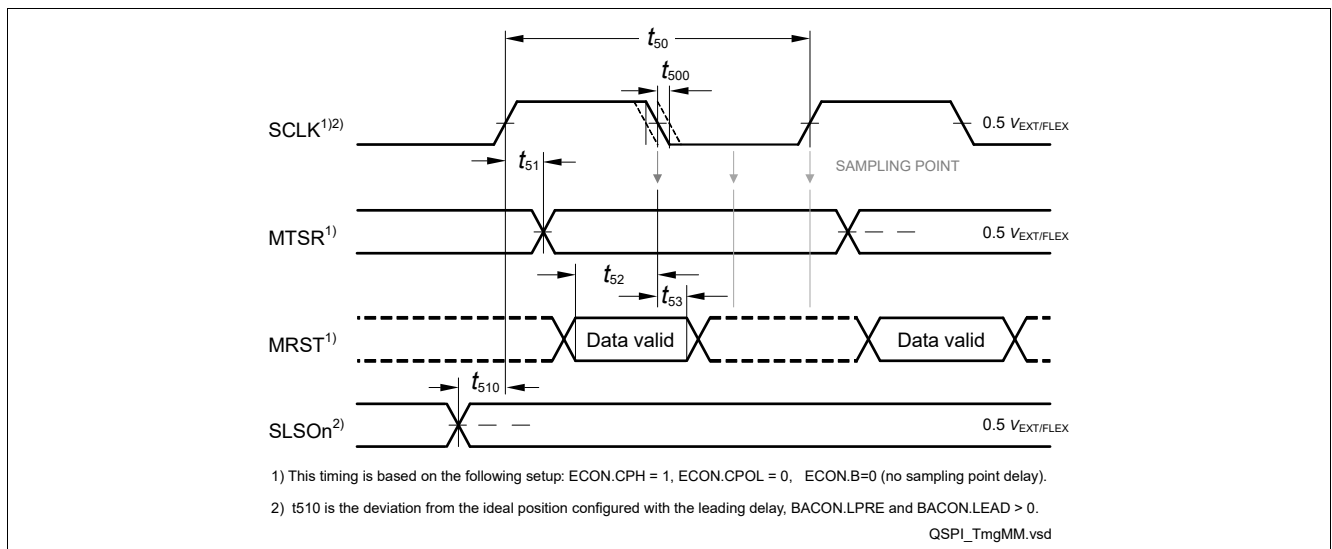 t50
t500
SCLK1)2)
0.5 VEXT/FLEX
t51
SAMPLING POINT
MTSR1)
0.5 VEXT/FLEX
t52
t53
MRST1)
Data valid
Data valid
t510
SLSOn2)
0.5 VEXT/FLEX
1) This timing is based on the following setup: ECON.CPH = 1, ECON.CPOL = 0, ECON.B=0 (no sampling point delay).
2) t510 is the deviation from the ideal position configured with the leading delay, BACON.LPRE and BACON.LEAD > 0.
QSPI_TmgMM.vsd